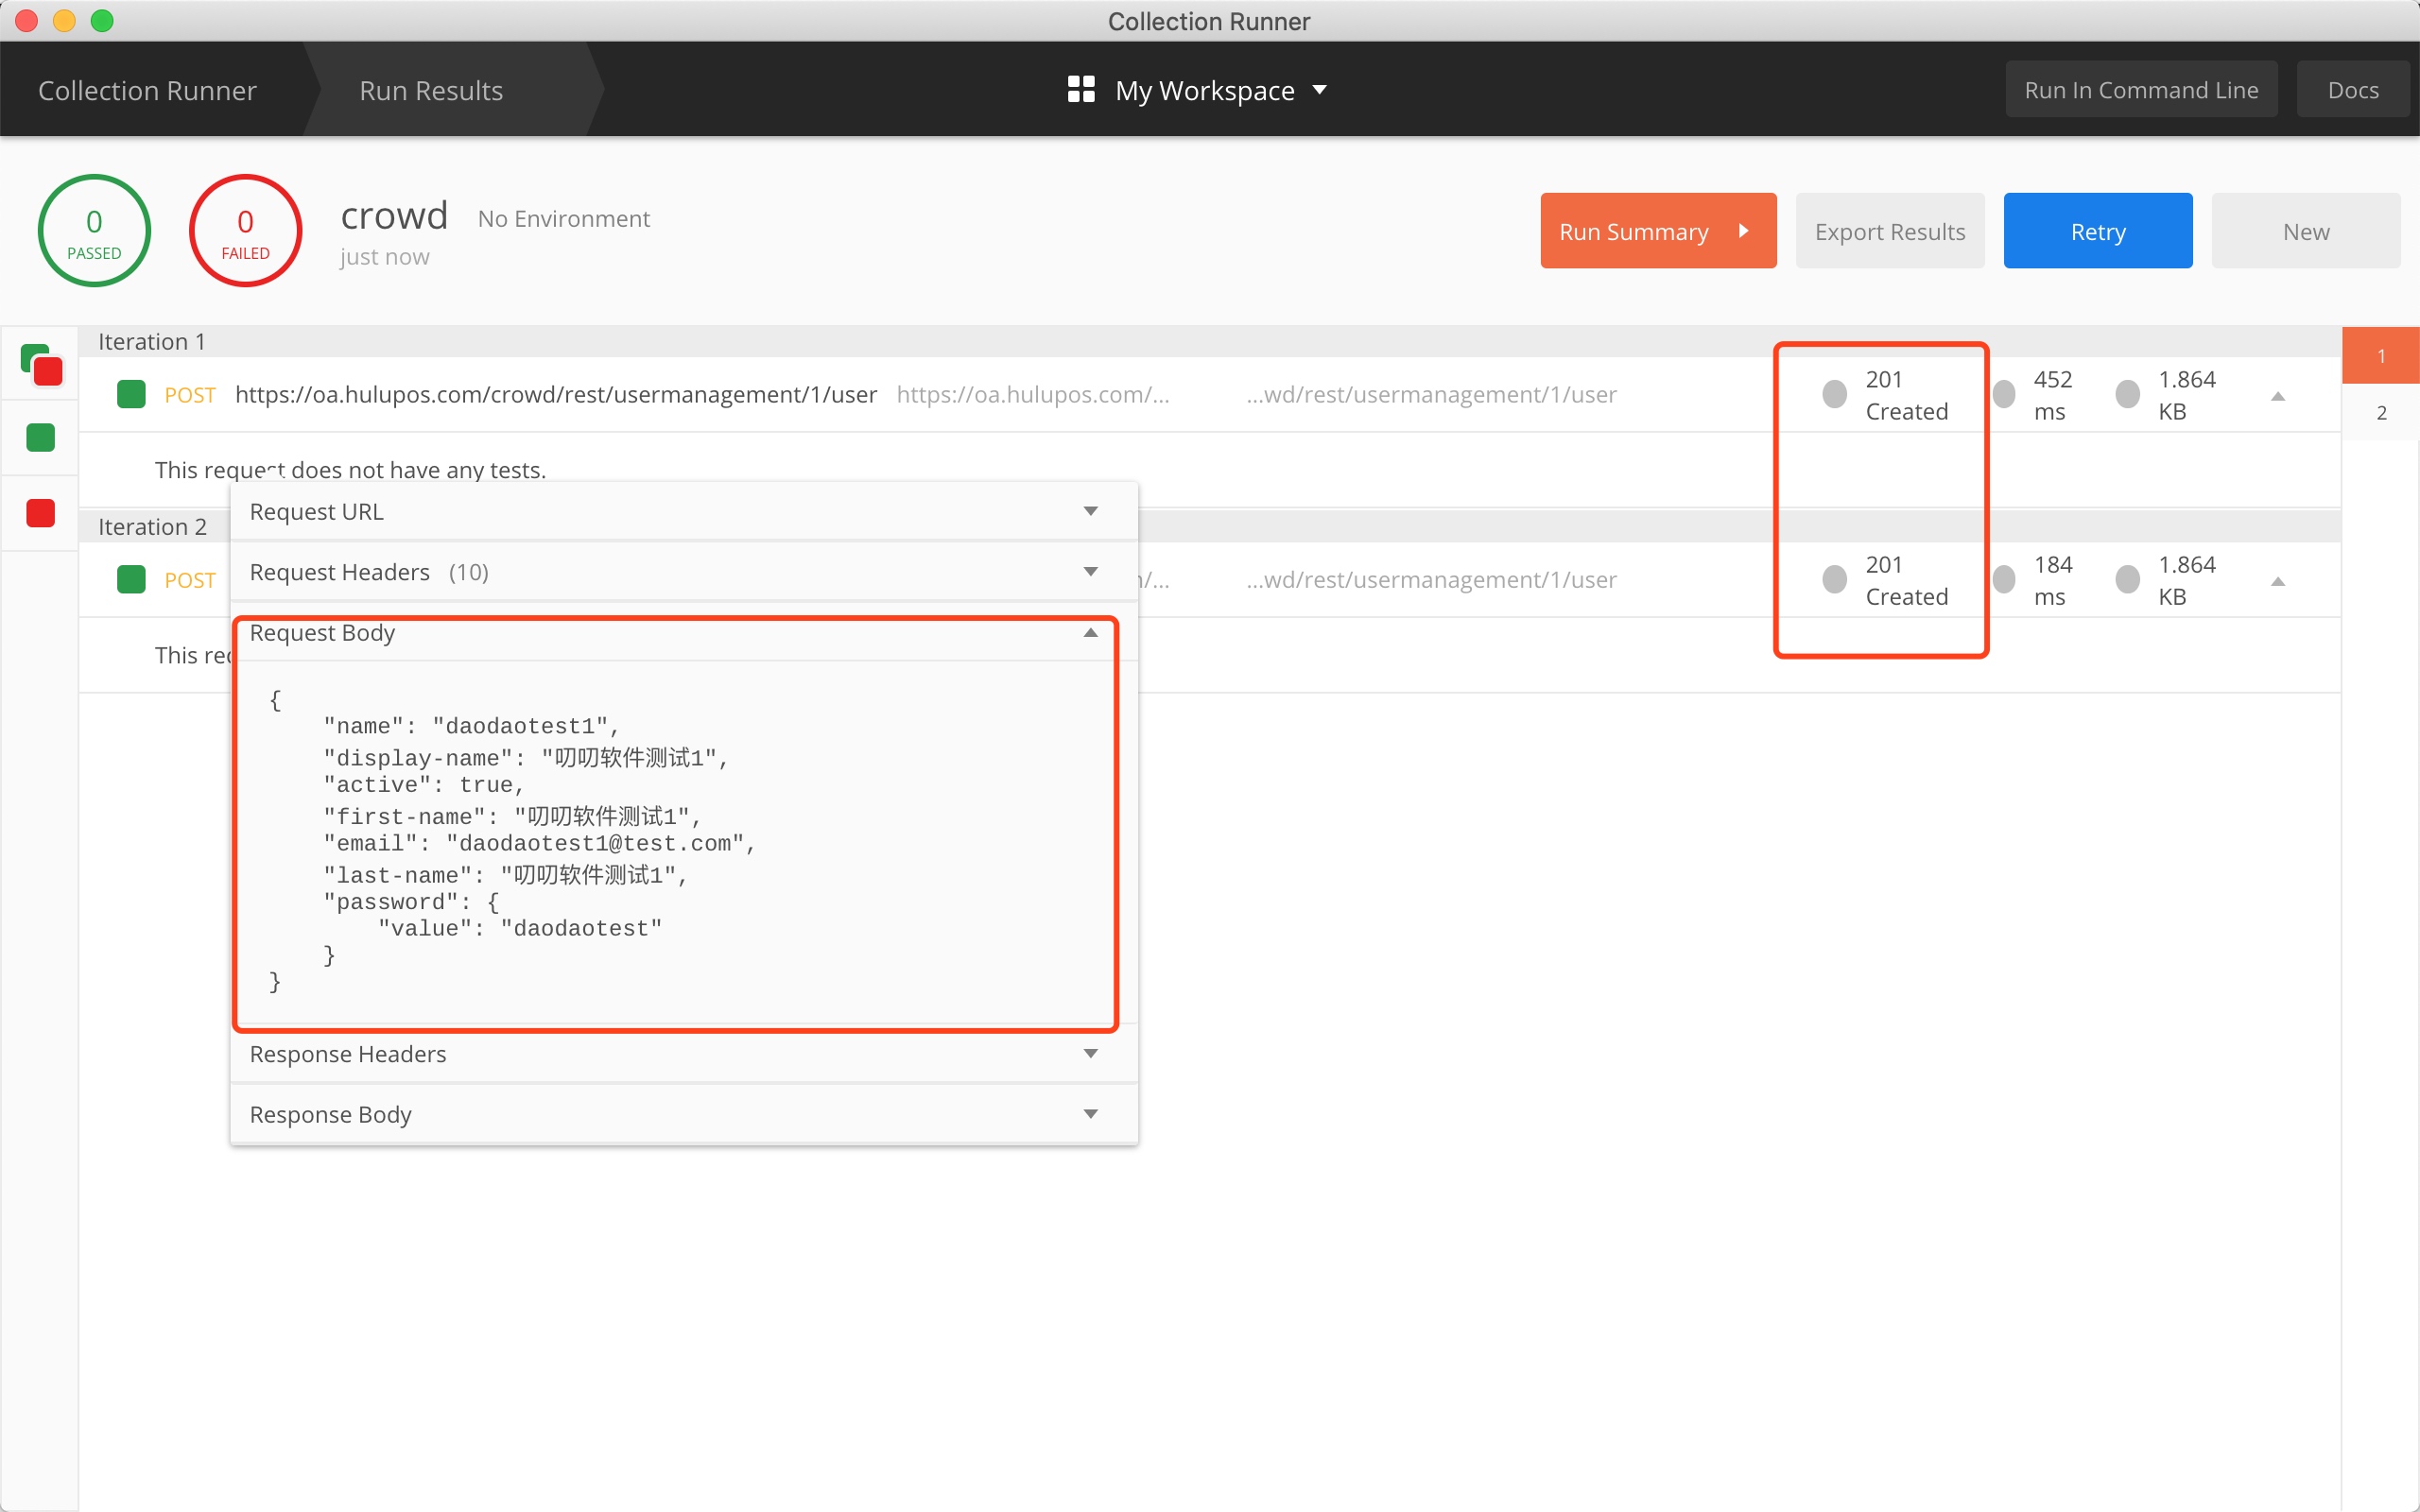 Collection Runner
Collection Runner
Run Results
My Workspace
Run In Command Line
Docs
0
PASSED
0
FAILED
crowd
No Environment
just now
Run Summary
Export Results
Retry
New
Iteration 1
POST https://oa.hulupos.com/crowd/rest/usermanagement/1/user https://oa.hulupos.com/... ...wd/rest/usermanagement/1/user
201 Created
452 ms
1.864 KB
1
2
This request does not have any tests.
Request URL
Iteration 2
Request Headers (10)
POST
/... ...wd/rest/usermanagement/1/user
201 Created
184 ms
1.864 KB
Request Body
This
{
"name": "daodaotest1",
"display-name": "叨叨软件测试1",
"active": true,
"first-name": "叨叨软件测试1",
"email": "daodaotest1@test.com",
"last-name": "叨叨软件测试1",
"password": {
"value": "daodaotest"
}
}
Response Headers
Response Body